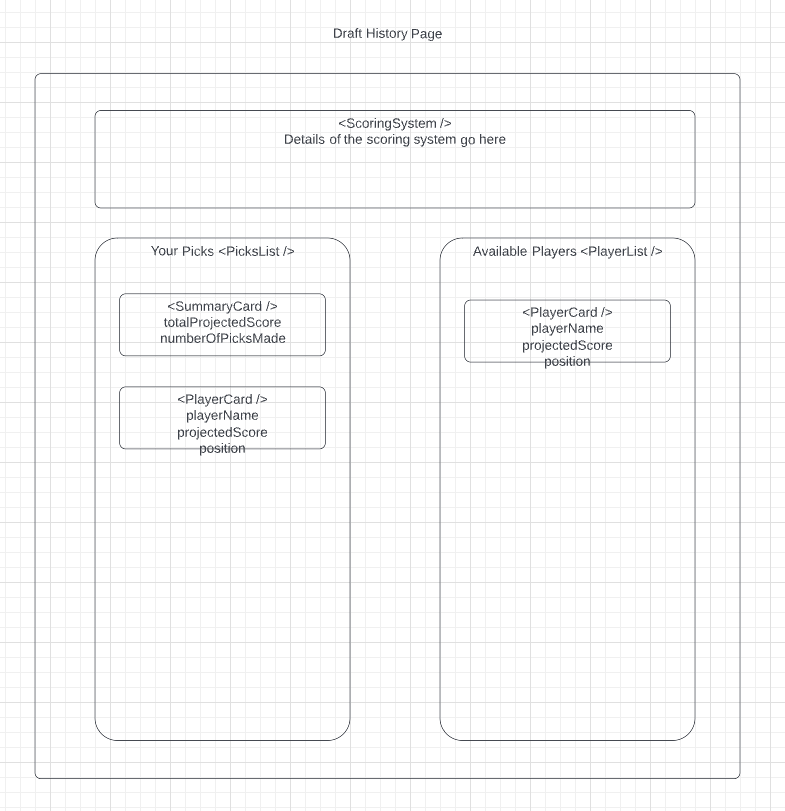 Draft History Page
<ScoringSystem />
Details of the scoring system go here
Your Picks <PicksList />
<SummaryCard />
totalProjectedScore
numberOfPicksMade
<PlayerCard />
playerName
projectedScore
position
Available Players <PlayerList />
<PlayerCard />
playerName
projectedScore
position